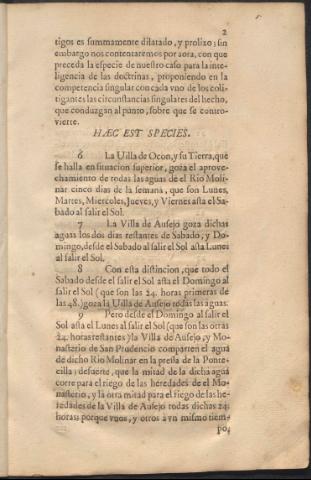 2
tigos es summamente dilatado, y prolixo; sin
embargo nos contentaremos por aora, con que
preceda la especie de nuestro caso para la inte-
ligencia de las doctrinas, proponiendo en la
competencia singular con cada vno de los coli-
tigantes las circunstancias singulares del hecho,
que conduzgan al punto, sobre que se contro-
vierte.
HÆC EST SPECIES.
6 La Uilla de Ocon, y su Tierra, que
se halla en situacion superior, goza el aprove-
chamiento de todas las aguas de el Rio Moli-
nar cinco dias de la semana, que son Lunes,
Martes, Miercoles, Jueves, y Viernes asta el Sa-
bado al salir el Sol.
7 La Villa de Ausejo goza dichas
aguas los dos dias restantes de Sabado, y Do-
mingo, desde el Sabado al salir el Sol asta Lunes
al salir el Sol.
8 Con esta distincion, que todo el
Sabado desde el salir el Sol asta el Domingo al
salir el Sol (que son las 24. horas primeras de
las 48.) goza la Uilla de Ausejo todas las aguas.
9 Pero desde el Domingo al salir el
Sol asta el Lunes al salir el Sol (que son las otras
24. horas restantes) la Villa de Ausejo, y Mo-
nasterio de San Prudencio comparten el agua
de dicho Rio Molinar en la presa de la Ponte-
cilla; desuerte, que la mitad de la dicha agua
corre para el riego de las heredades de el Mo-
nasterio, y la otra mitad para el riego de las he-
redades de la Villa de Ausejo todas dichas 24.
horas; porque vnos, y otros à vn mismo tiem-
po,